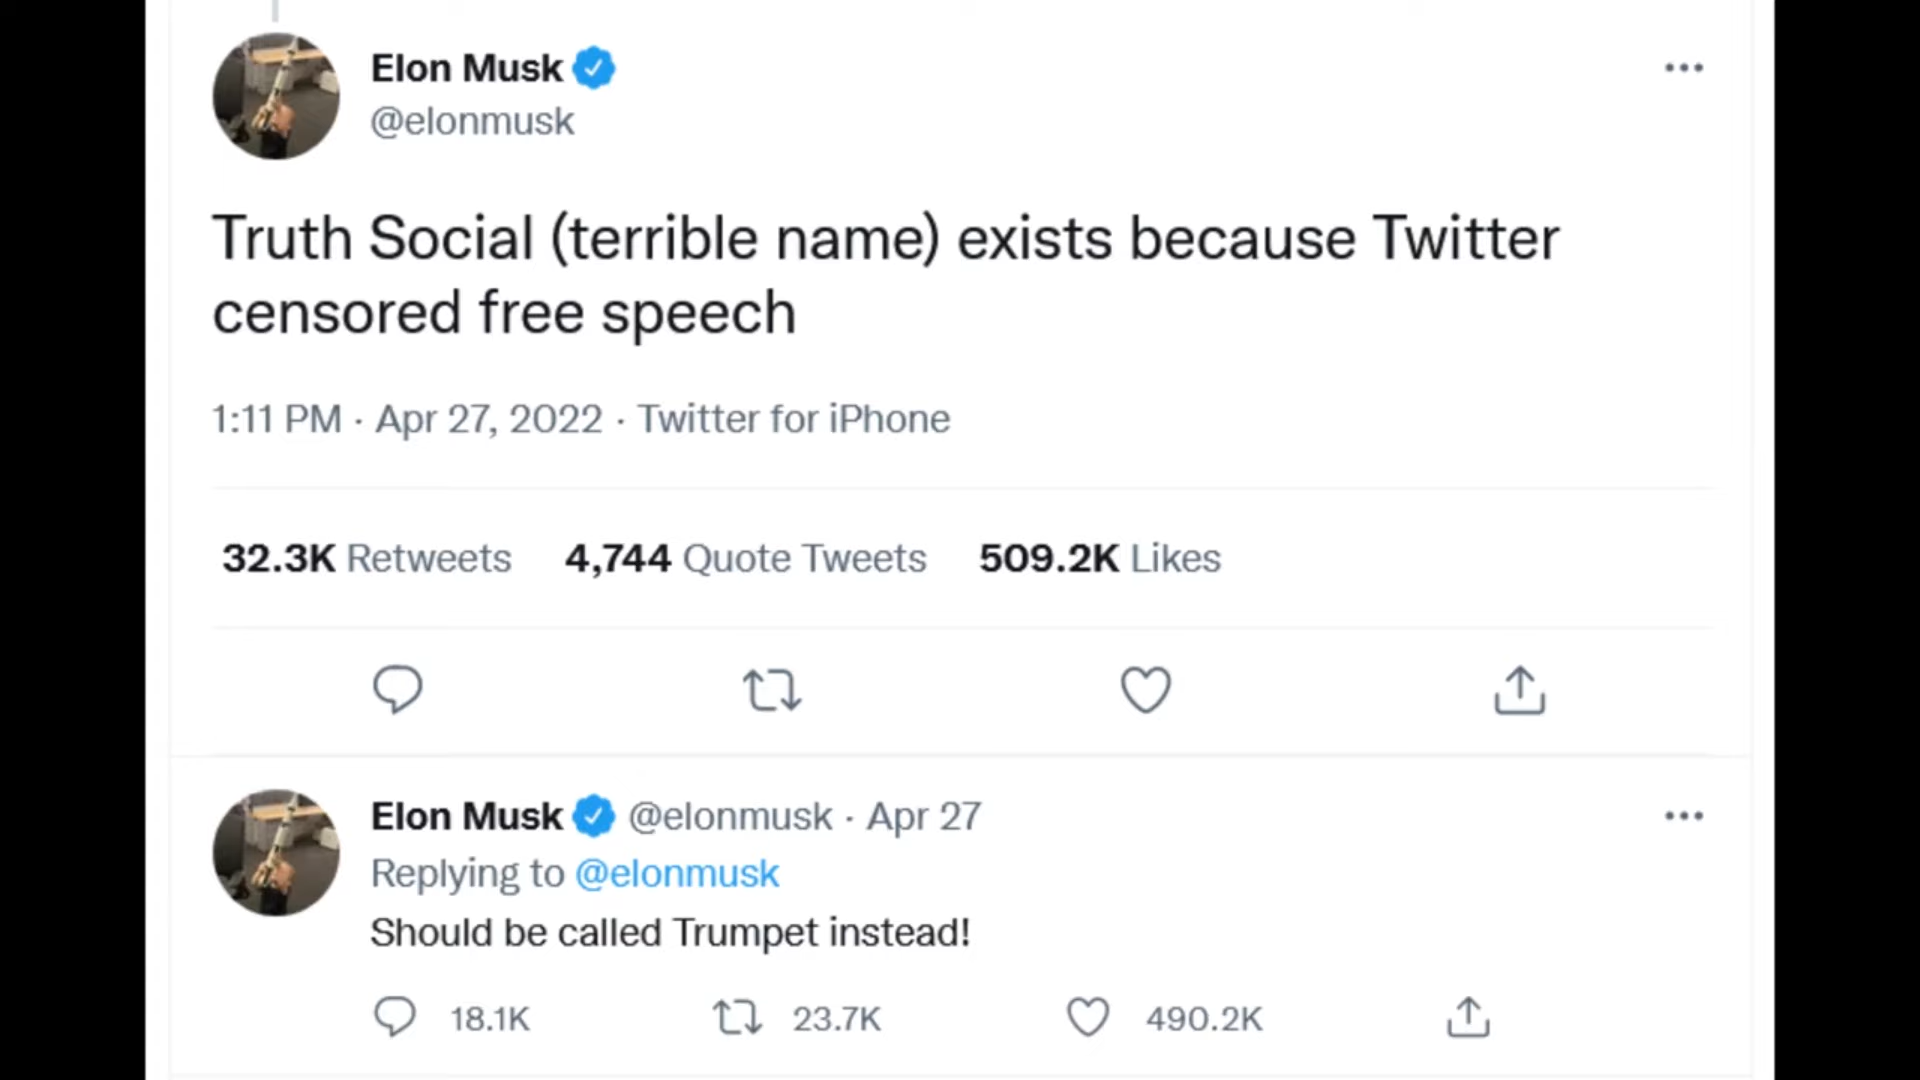 Elon Musk
@elonmusk
Truth Social (terrible name) exists because Twitter
censored free speech
1:11 PM · Apr 27, 2022 · Twitter for iPhone
32.3K Retweets 4,744 Quote Tweets 509.2K Likes
Elon Musk @elonmusk · Apr 27
Replying to @elonmusk
Should be called Trumpet instead!
18.1K 23.7K 490.2K